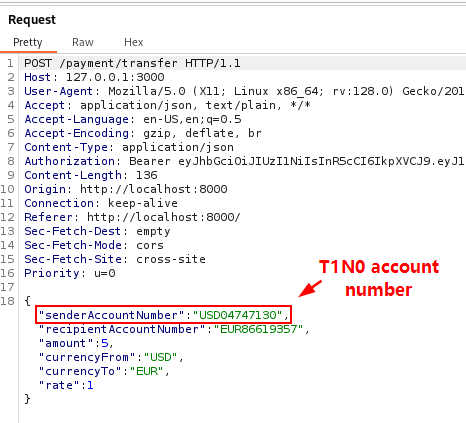 Request
Pretty Raw Hex
1 POST /payment/transfer HTTP/1.1
2 Host: 127.0.0.1:3000
3 User-Agent: Mozilla/5.0 (X11; Linux x86_64; rv:128.0) Gecko/201
4 Accept: application/json, text/plain, */*
5 Accept-Language: en-US,en;q=0.5
6 Accept-Encoding: gzip, deflate, br
7 Content-Type: application/json
8 Authorization: Bearer eyJhbGciOiJIUzI1NiIsInR5cCI6IkpXVCJ9.eyJ1
9 Content-Length: 136
10 Origin: http://localhost:8000
11 Connection: keep-alive
12 Referer: http://localhost:8000/
13 Sec-Fetch-Dest: empty
14 Sec-Fetch-Mode: cors
15 Sec-Fetch-Site: cross-site
16 Priority: u=0
17
T1N0 account
number
18 {
"senderAccountNumber":"USD04747130",
"recipientAccountNumber":"EUR86619357",
"amount":5,
"currencyFrom":"USD",
"currencyTo":"EUR",
"rate":1
}